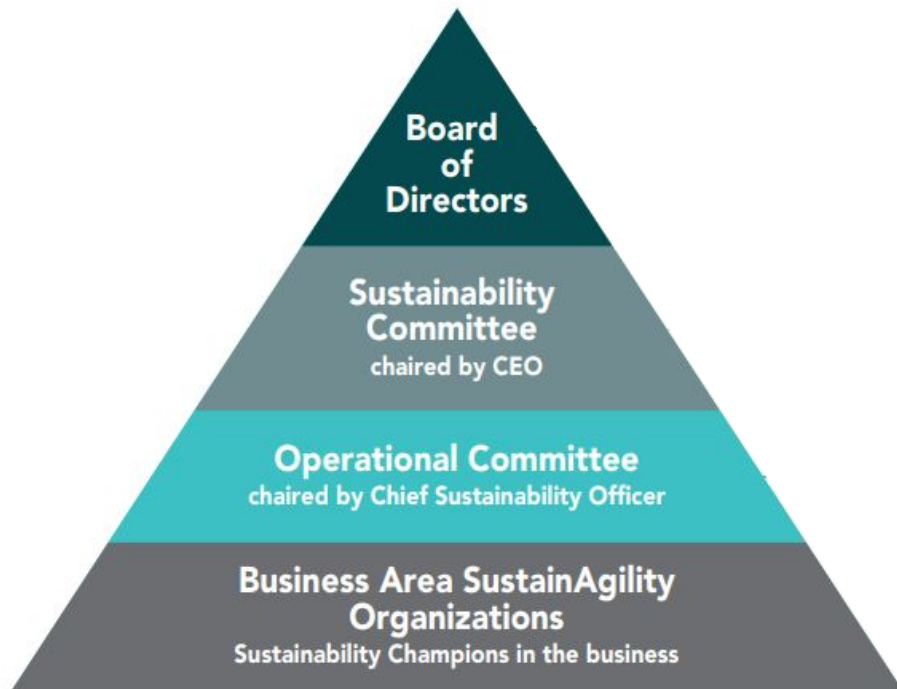 Board
of
Directors
Sustainability
Committee
chaired by CEO
Operational Committee
chaired by Chief Sustainability Officer
Business Area SustainAgility
Organizations
Sustainability Champions in the business